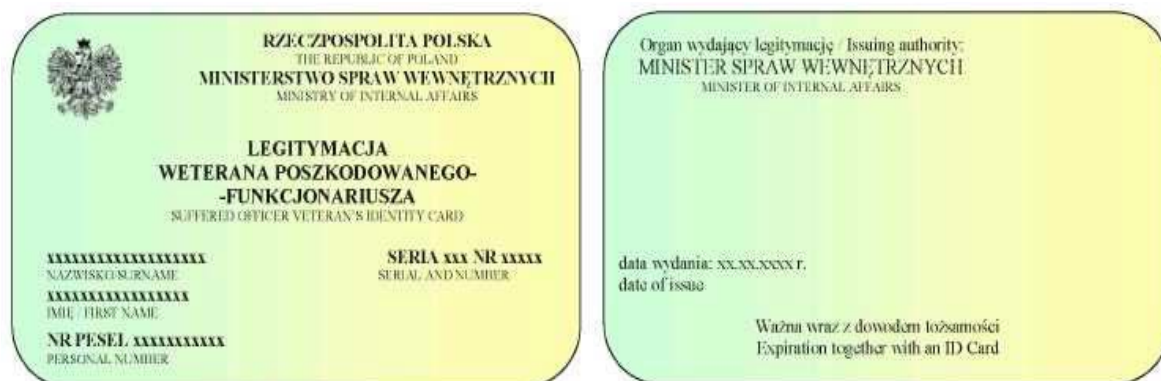 RZECZPOSPOLITA POLSKA
THE REPUBLIC OF POLAND
MINISTERSTWO SPRAW WEWNĘTRZNYCH
MINISTRY OF INTERNAL AFFAIRS
LEGITYMACJA
WETERANA POSZKODOWANEGO-
-FUNKCJONARIUSZA
SUFFERED OFFICER VETERAN'S IDENTITY CARD
xxxxxxxxxxxxxxxxxxx
NAZWISKO/SURNAME
xxxxxxxxxxxxxxxxx
IMIĘ / FIRST NAME
NR PESEL xxxxxxxxxxx
PERSONAL NUMBER
SERIA xxx NR xxxxx
SERIAL AND NUMBER
Organ wydający legitymację / Issuing authority:
MINISTER SPRAW WEWNĘTRZNYCH
MINISTER OF INTERNAL AFFAIRS
data wydania: xx.xx.xxxx r.
date of issue
Ważna wraz z dowodem tożsamości
Expiration together with an ID Card